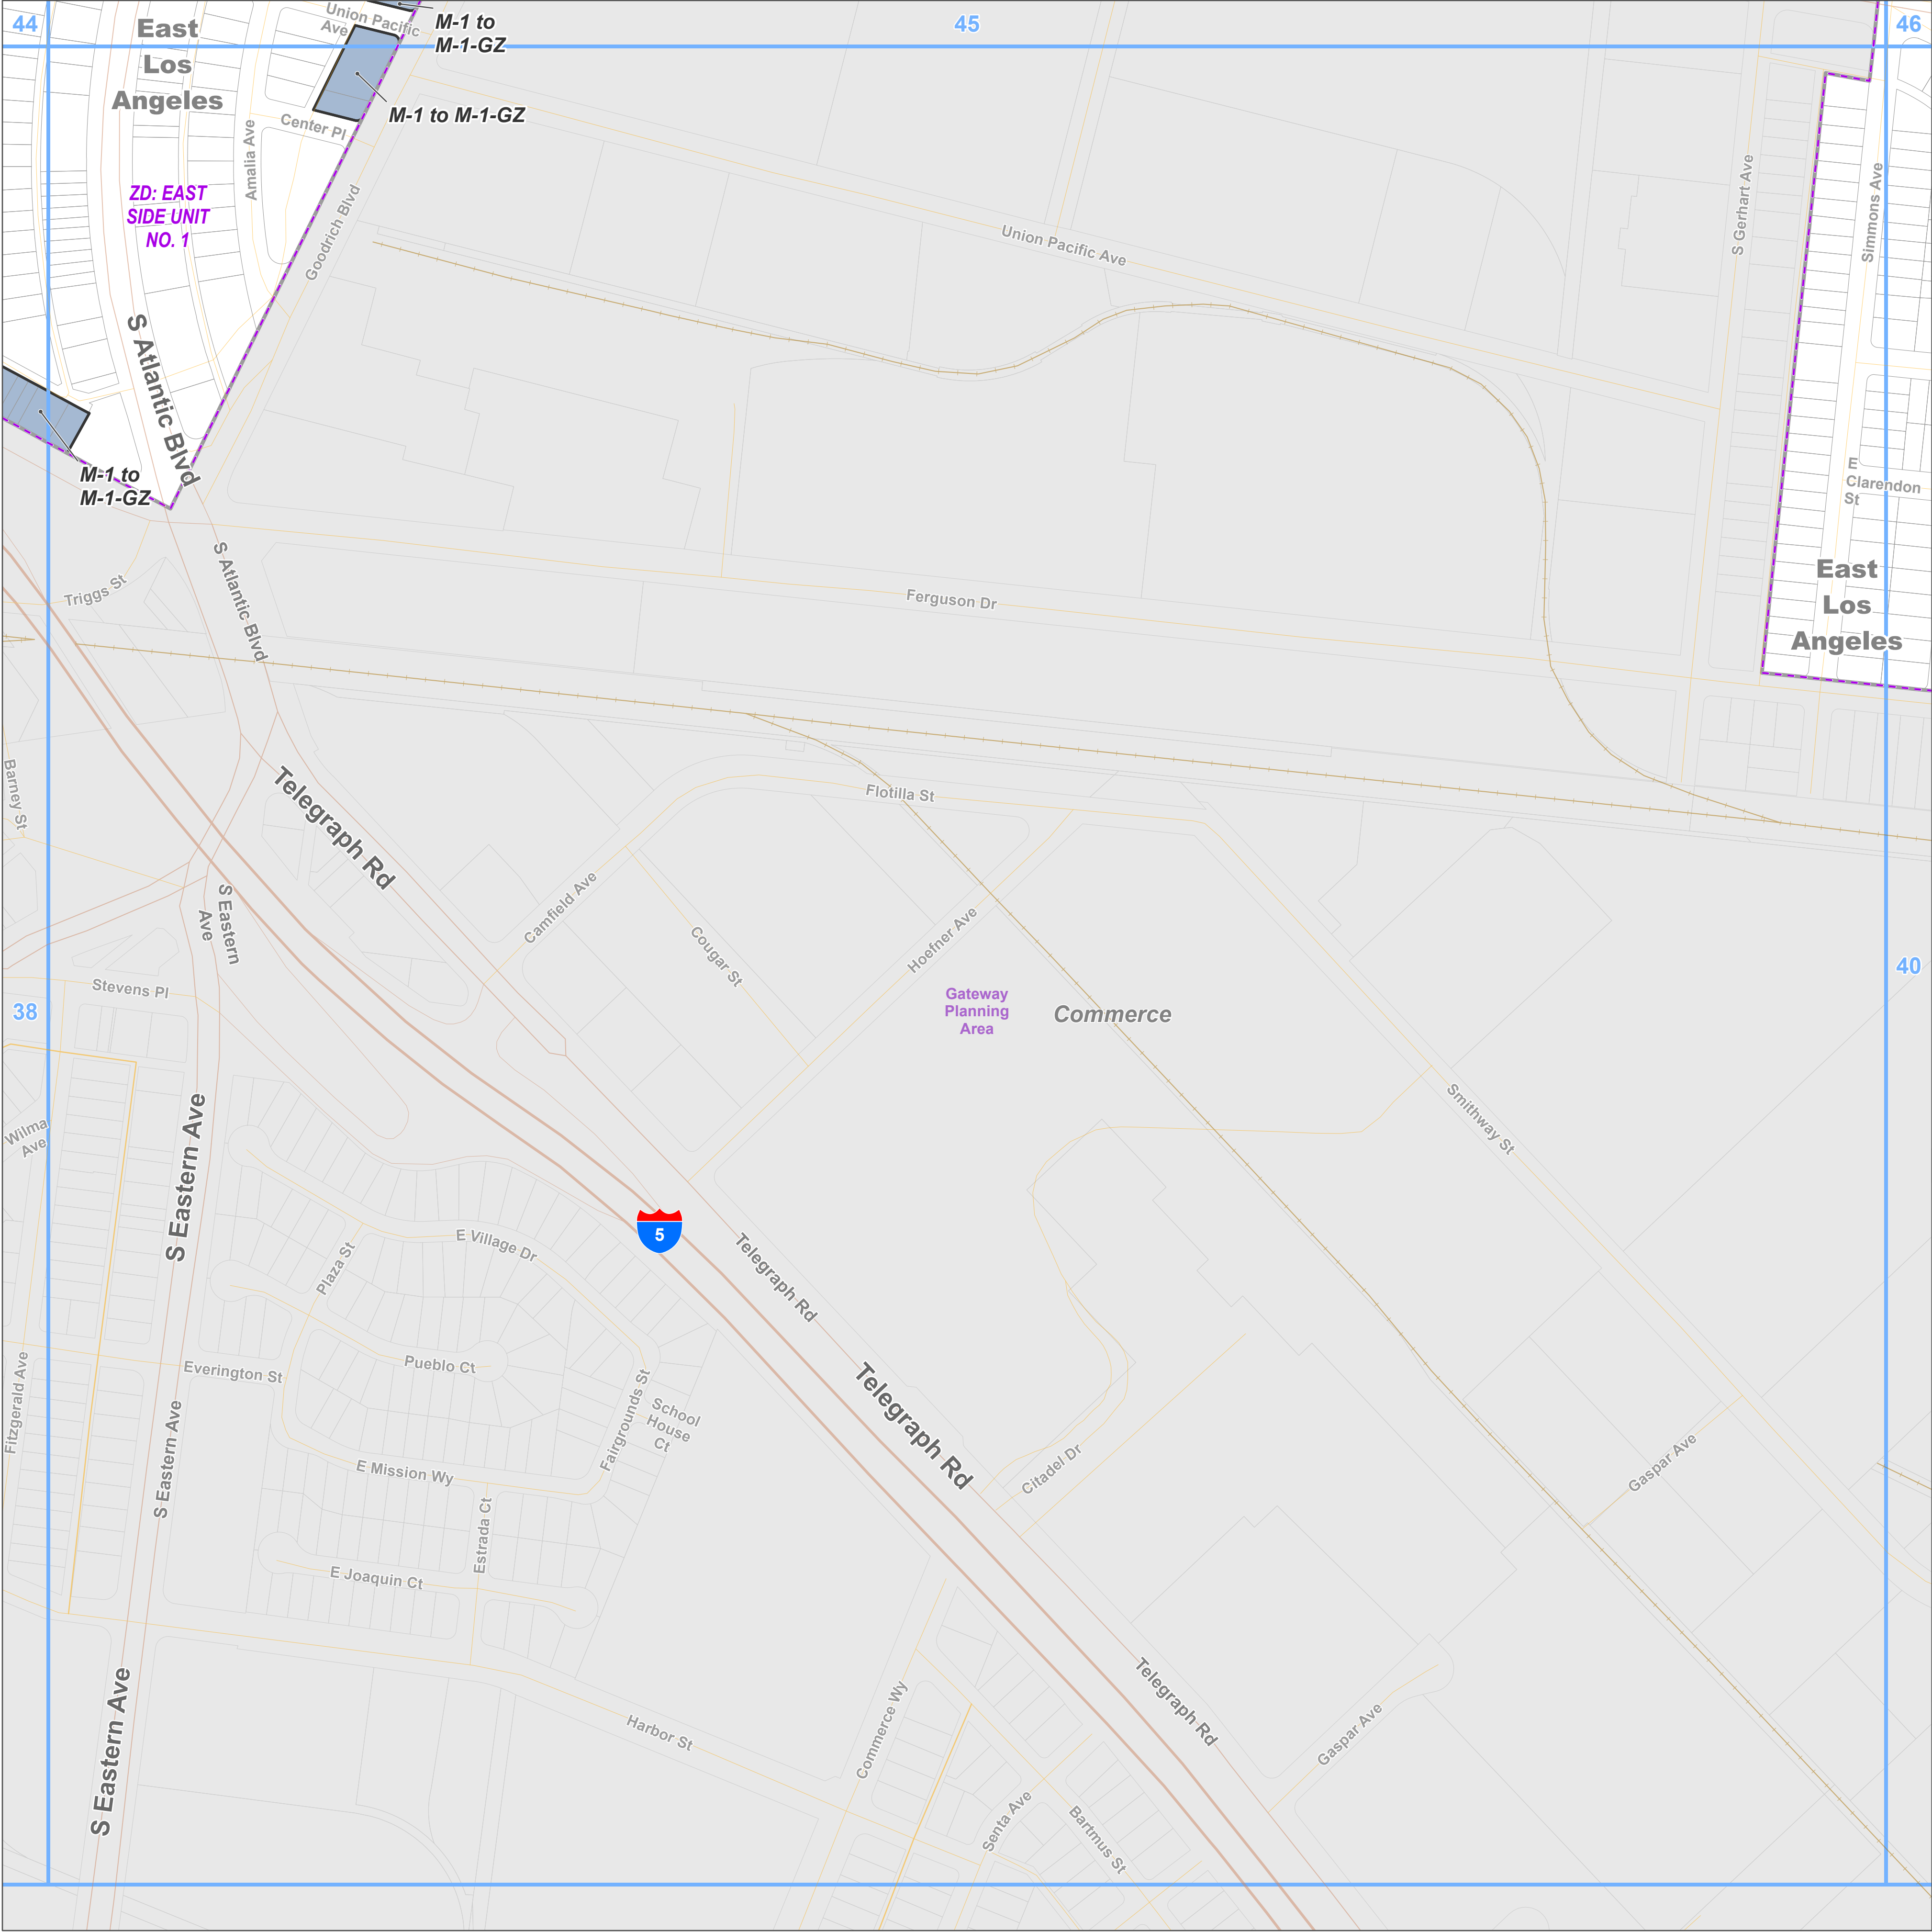 44
East
Los
Angeles
Union Pacific
Ave
M-1 to
M-1-GZ
45
46
M-1 to M-1-GZ
Center Pl
Amalia Ave
ZD: EAST
SIDE UNIT
NO. 1
Goodrich Blvd
Union Pacific Ave
S Gerhart Ave
Simmons Ave
S Atlantic Blvd
M-1 to
M-1-GZ
E
Clarendon
St
S Atlantic Blvd
Triggs St
Ferguson Dr
East
Los
Angeles
Barney St
Telegraph Rd
Flotilla St
S Eastern
Ave
Camfield Ave
Cougar St
Hoefner Ave
Stevens Pl
38
Gateway
Planning
Area
Commerce
40
Wilma
Ave
S Eastern Ave
Smithway St
5
E Village Dr
Plaza St
Telegraph Rd
Everington St
Pueblo Ct
Fitzgerald Ave
S Eastern Ave
Fairgrounds St
School
House
Ct
Telegraph Rd
E Mission Wy
Citadel Dr
Gaspar Ave
Estrada Ct
E Joaquin Ct
S Eastern Ave
Harbor St
Commerce Wy
Telegraph Rd
Gaspar Ave
Senta Ave
Bartmus St